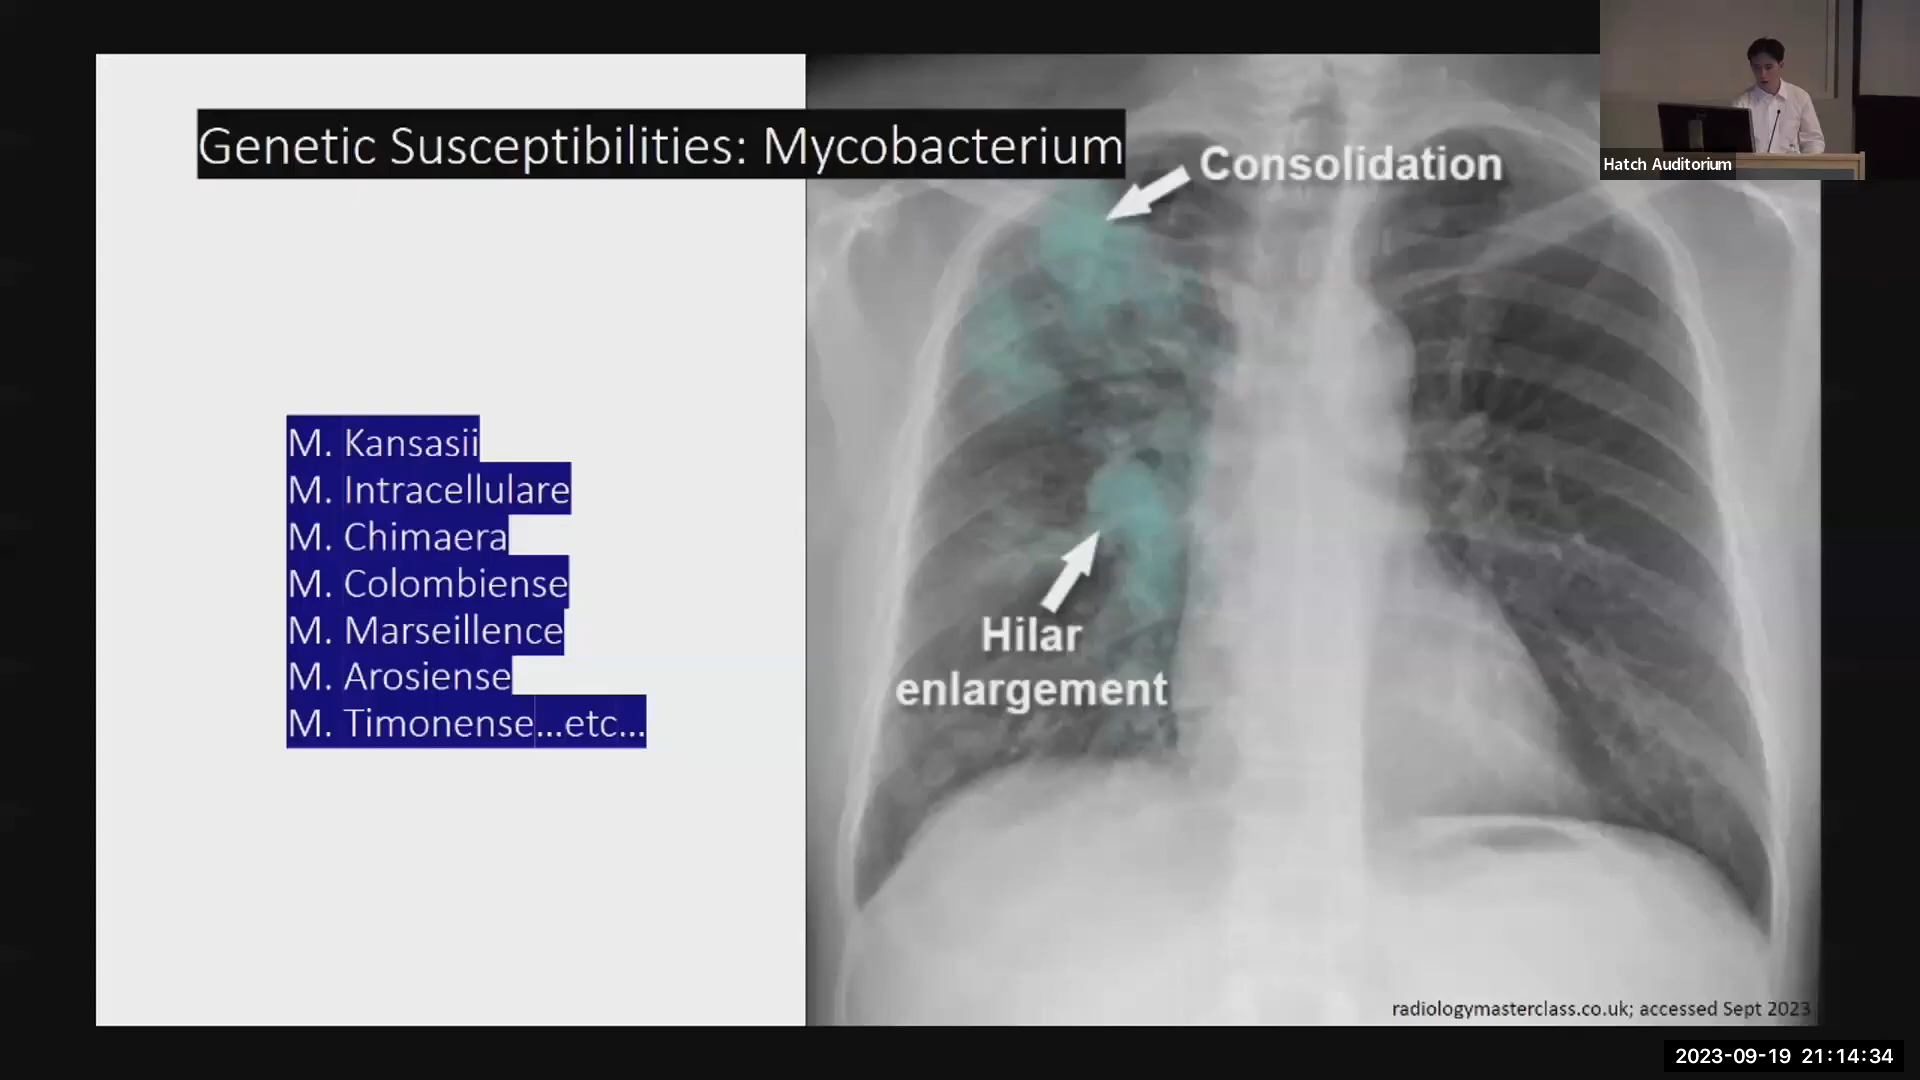 Genetic Susceptibilities: Mycobacterium
Consolidation
Hatch Auditorium
M. Kansasii
M. Intracellulare
M. Chimaera
M. Colombiense
M. Marseillence
M. Arosiense
M. Timonense...etc...
Hilar
enlargement
radiologymasterclass.co.uk; accessed Sept 2023
2023-09-19 21:14:34